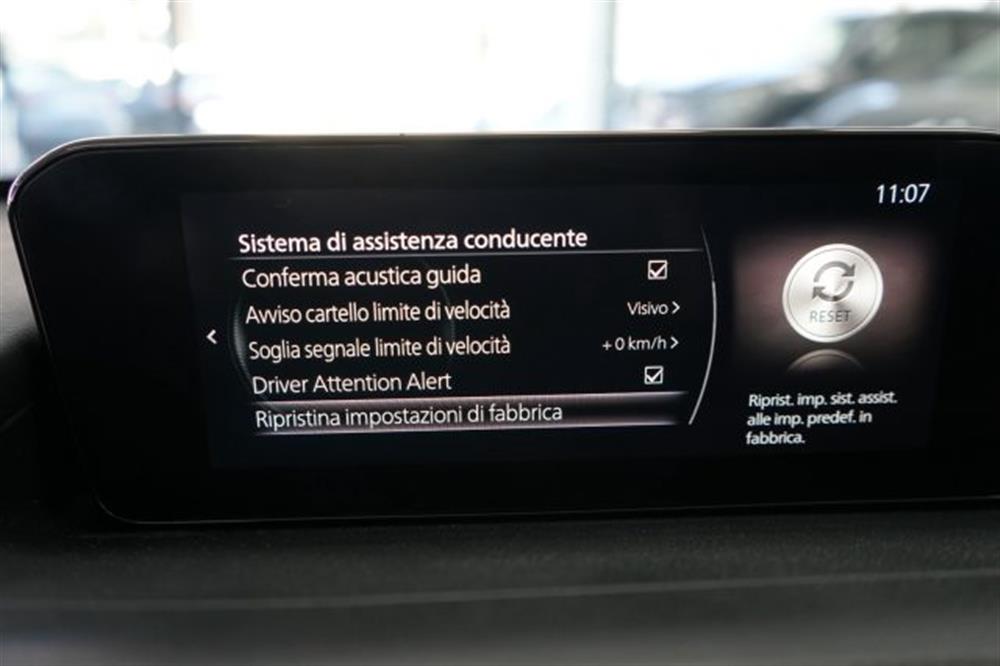 11:07
Sistema di assistenza conducente
Conferma acustica guida
Avviso cartello limite di velocità Visivo >
Soglia segnale limite di velocità +0 km/h >
Driver Attention Alert
Ripristina impostazioni di fabbrica
RESET
Riprist. imp. sist. assist.
alle imp. predef. in
fabbrica.